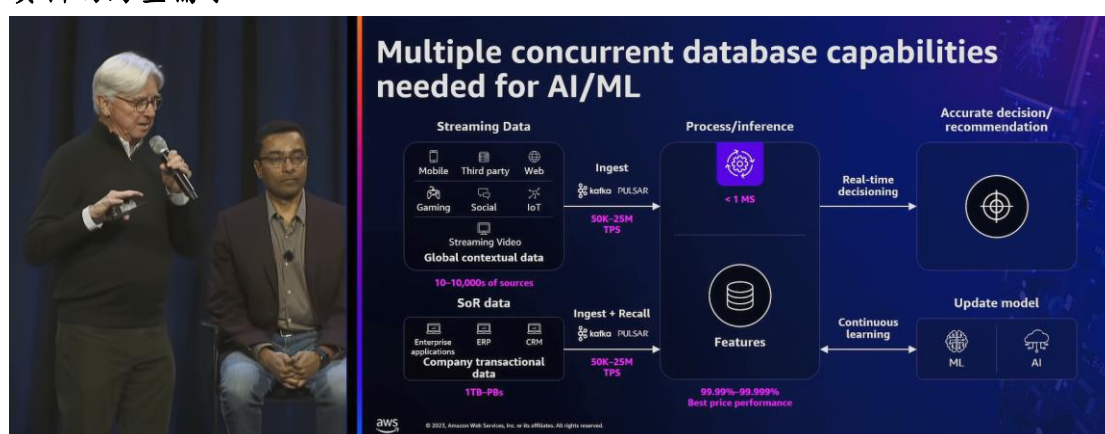 Multiple concurrent database capabilities
needed for AI/ML
Streaming Data
Mobile Third party Web
Gaming Social IoT
Streaming Video
Global contextual data
10–10,000s of sources
SoR data
Enterprise applications ERP CRM
Company transactional
data
1TB–PBs
Ingest
kafka PULSAR
50K–25M
TPS
Ingest + Recall
kafka PULSAR
50K–25M
TPS
Process/inference
< 1 MS
Features
99.99%–99.999%
Best price performance
Real-time
decisioning
Continuous
learning
Accurate decision/
recommendation
Update model
ML AI
aws
© 2023, Amazon Web Services, Inc. or its affiliates. All rights reserved.